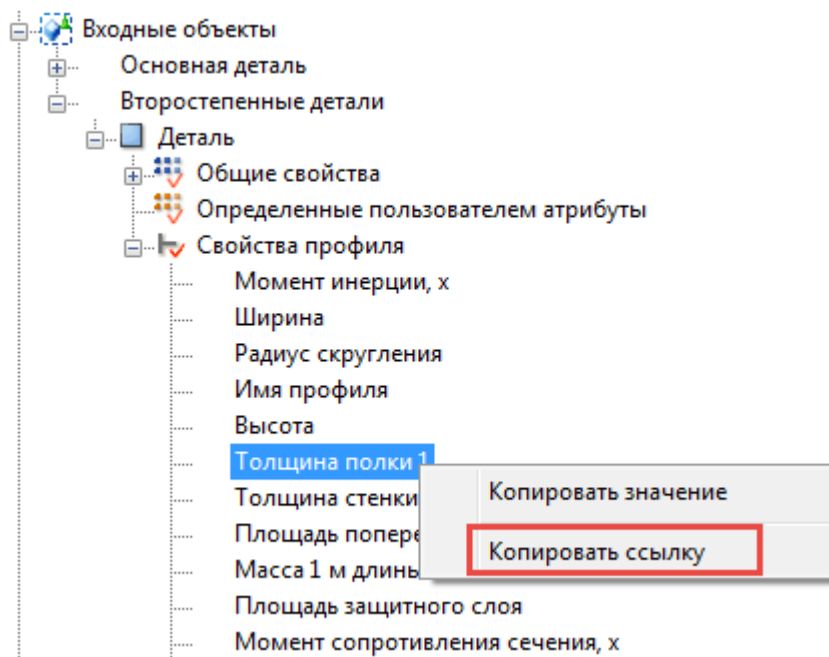 Входные объекты
Основная деталь
Второстепенные детали
Деталь
Общие свойства
Определенные пользователем атрибуты
Свойства профиля
Момент инерции, x
Ширина
Радиус скругления
Имя профиля
Высота
Толщина полки 1
Копировать значение
Толщина стенки
Площадь
Копировать ссылку
Масса 1 м длины
Площадь защитного слоя
Момент сопротивления сечения, x